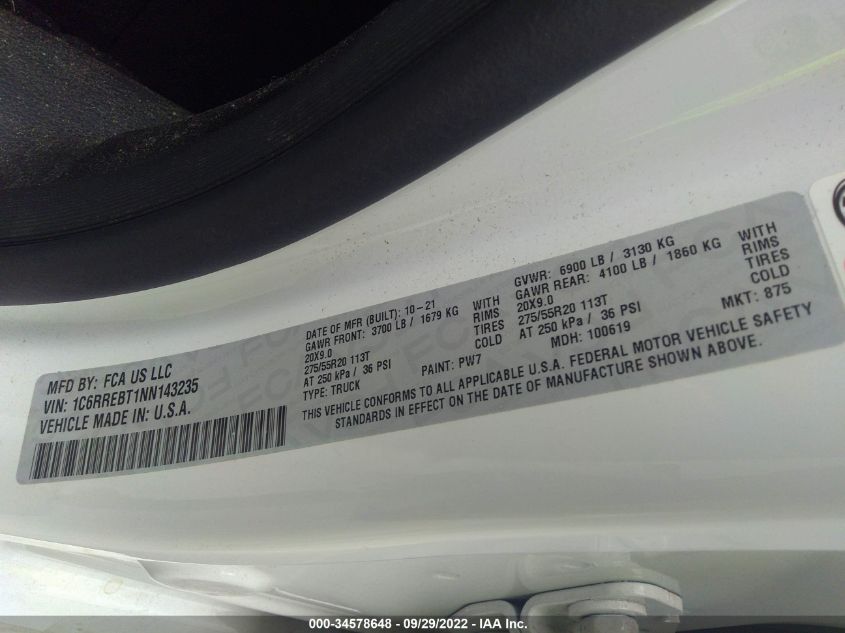 MFD BY: FCA US LLC
VIN: 1C6RREBT1NN143235
VEHICLE MADE IN: U.S.A.
DATE OF MFR (BUILT): 10-21
GAWR FRONT: 3700 LB / 1679 KG WITH
20X9.0 RIMS
275/55R20 113T TIRES
AT 250 kPa / 36 PSI COLD
TYPE: TRUCK PAINT: PW7
GVWR: 6900 LB / 3130 KG
GAWR REAR: 4100 LB / 1860 KG WITH
20X9.0 RIMS
275/55R20 113T TIRES
AT 250 kPa / 36 PSI COLD
MDH: 100619 MKT: 875
THIS VEHICLE CONFORMS TO ALL APPLICABLE U.S.A. FEDERAL MOTOR VEHICLE SAFETY
STANDARDS IN EFFECT ON THE DATE OF MANUFACTURE SHOWN ABOVE.
000-34578648 - 09/29/2022 - IAA Inc.